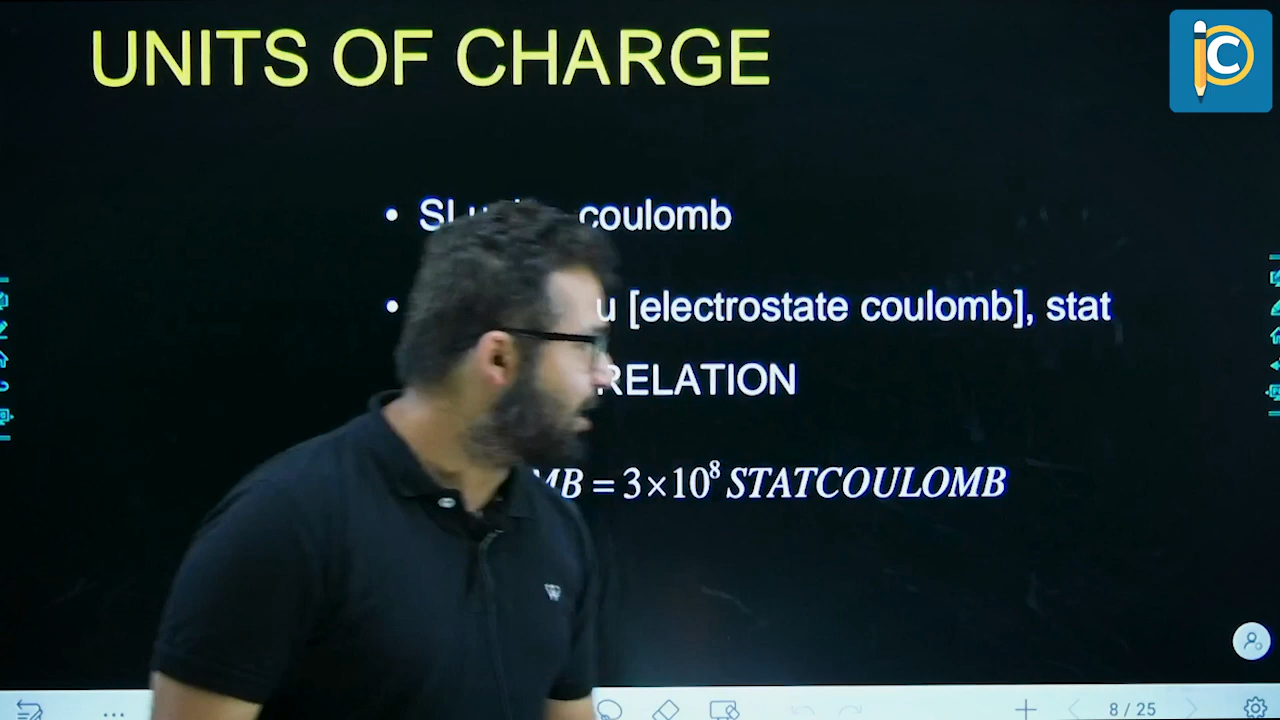 UNITS OF CHARGE
• SI coulomb
• u [electrostate coulomb], stat
RELATION
MB = 3×10⁸ STATCOULOMB
8 / 25